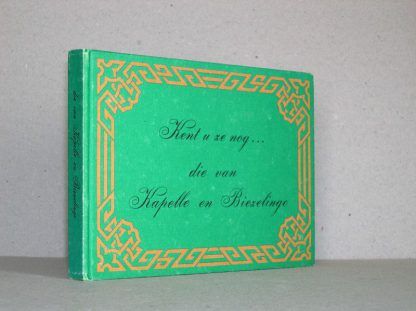 Kent u ze nog...
die van
Kapelle en Biezelinge
die van Kapelle en Biezelinge